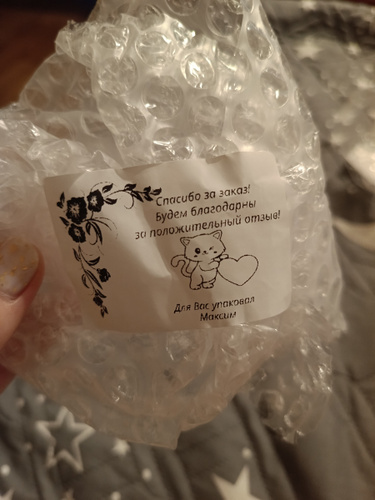 Спасибо за заказ!
Будем благодарны
за положительный отзыв!
Для Вас упаковал
Максим